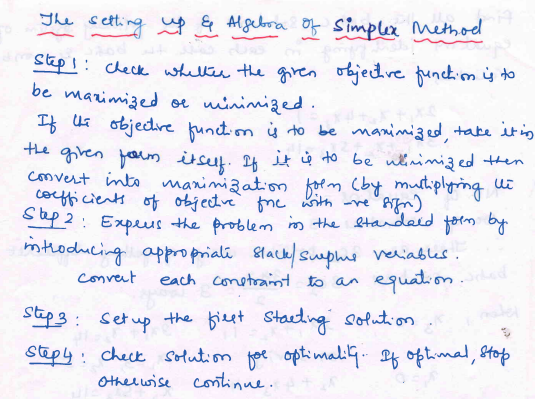 The setting up & Algebra of Simplex Method
Step 1: Check whether the given objective function is to
be maximized or minimized.
If the objective function is to be maximized, take it in
the given form itself. If it is to be minimized then
convert into maximization form (by multiplying the
coefficients of objective fnc with -ve sign)
Step 2: Express the problem in the standard form by
introducing appropriate slack/surplus variables.
Convert each constraint to an equation.
Step 3: Set up the first starting solution
Step 4: Check solution for optimality. If optimal, stop
otherwise continue.